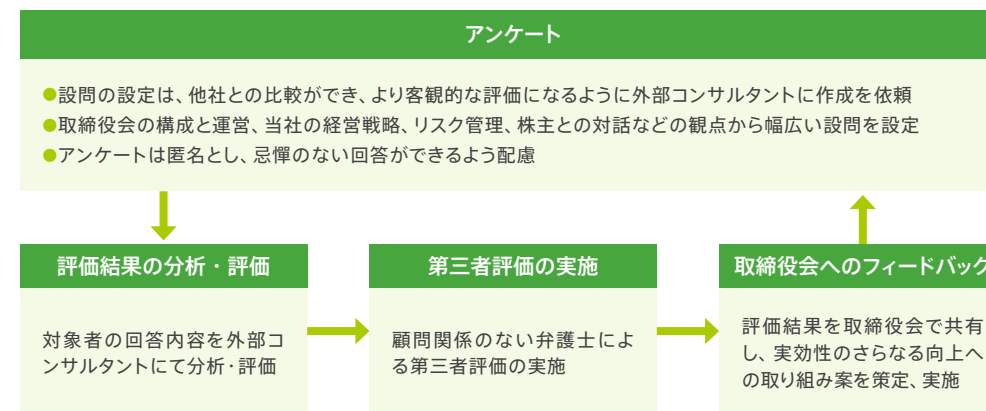 アンケート
●設問の設定は、他社との比較ができ、より客観的な評価になるように外部コンサルタントに作成を依頼
●取締役会の構成と運営、当社の経営戦略、リスク管理、株主との対話などの観点から幅広い設問を設定
●アンケートは匿名とし、忌憚のない回答ができるよう配慮
評価結果の分析・評価
対象者の回答内容を外部コ
ンサルタントにて分析・評価
第三者評価の実施
顧問関係のない弁護士によ
る第三者評価の実施
取締役会へのフィードバック
評価結果を取締役会で共有
し、実効性のさらなる向上へ
の取り組み案を策定、実施